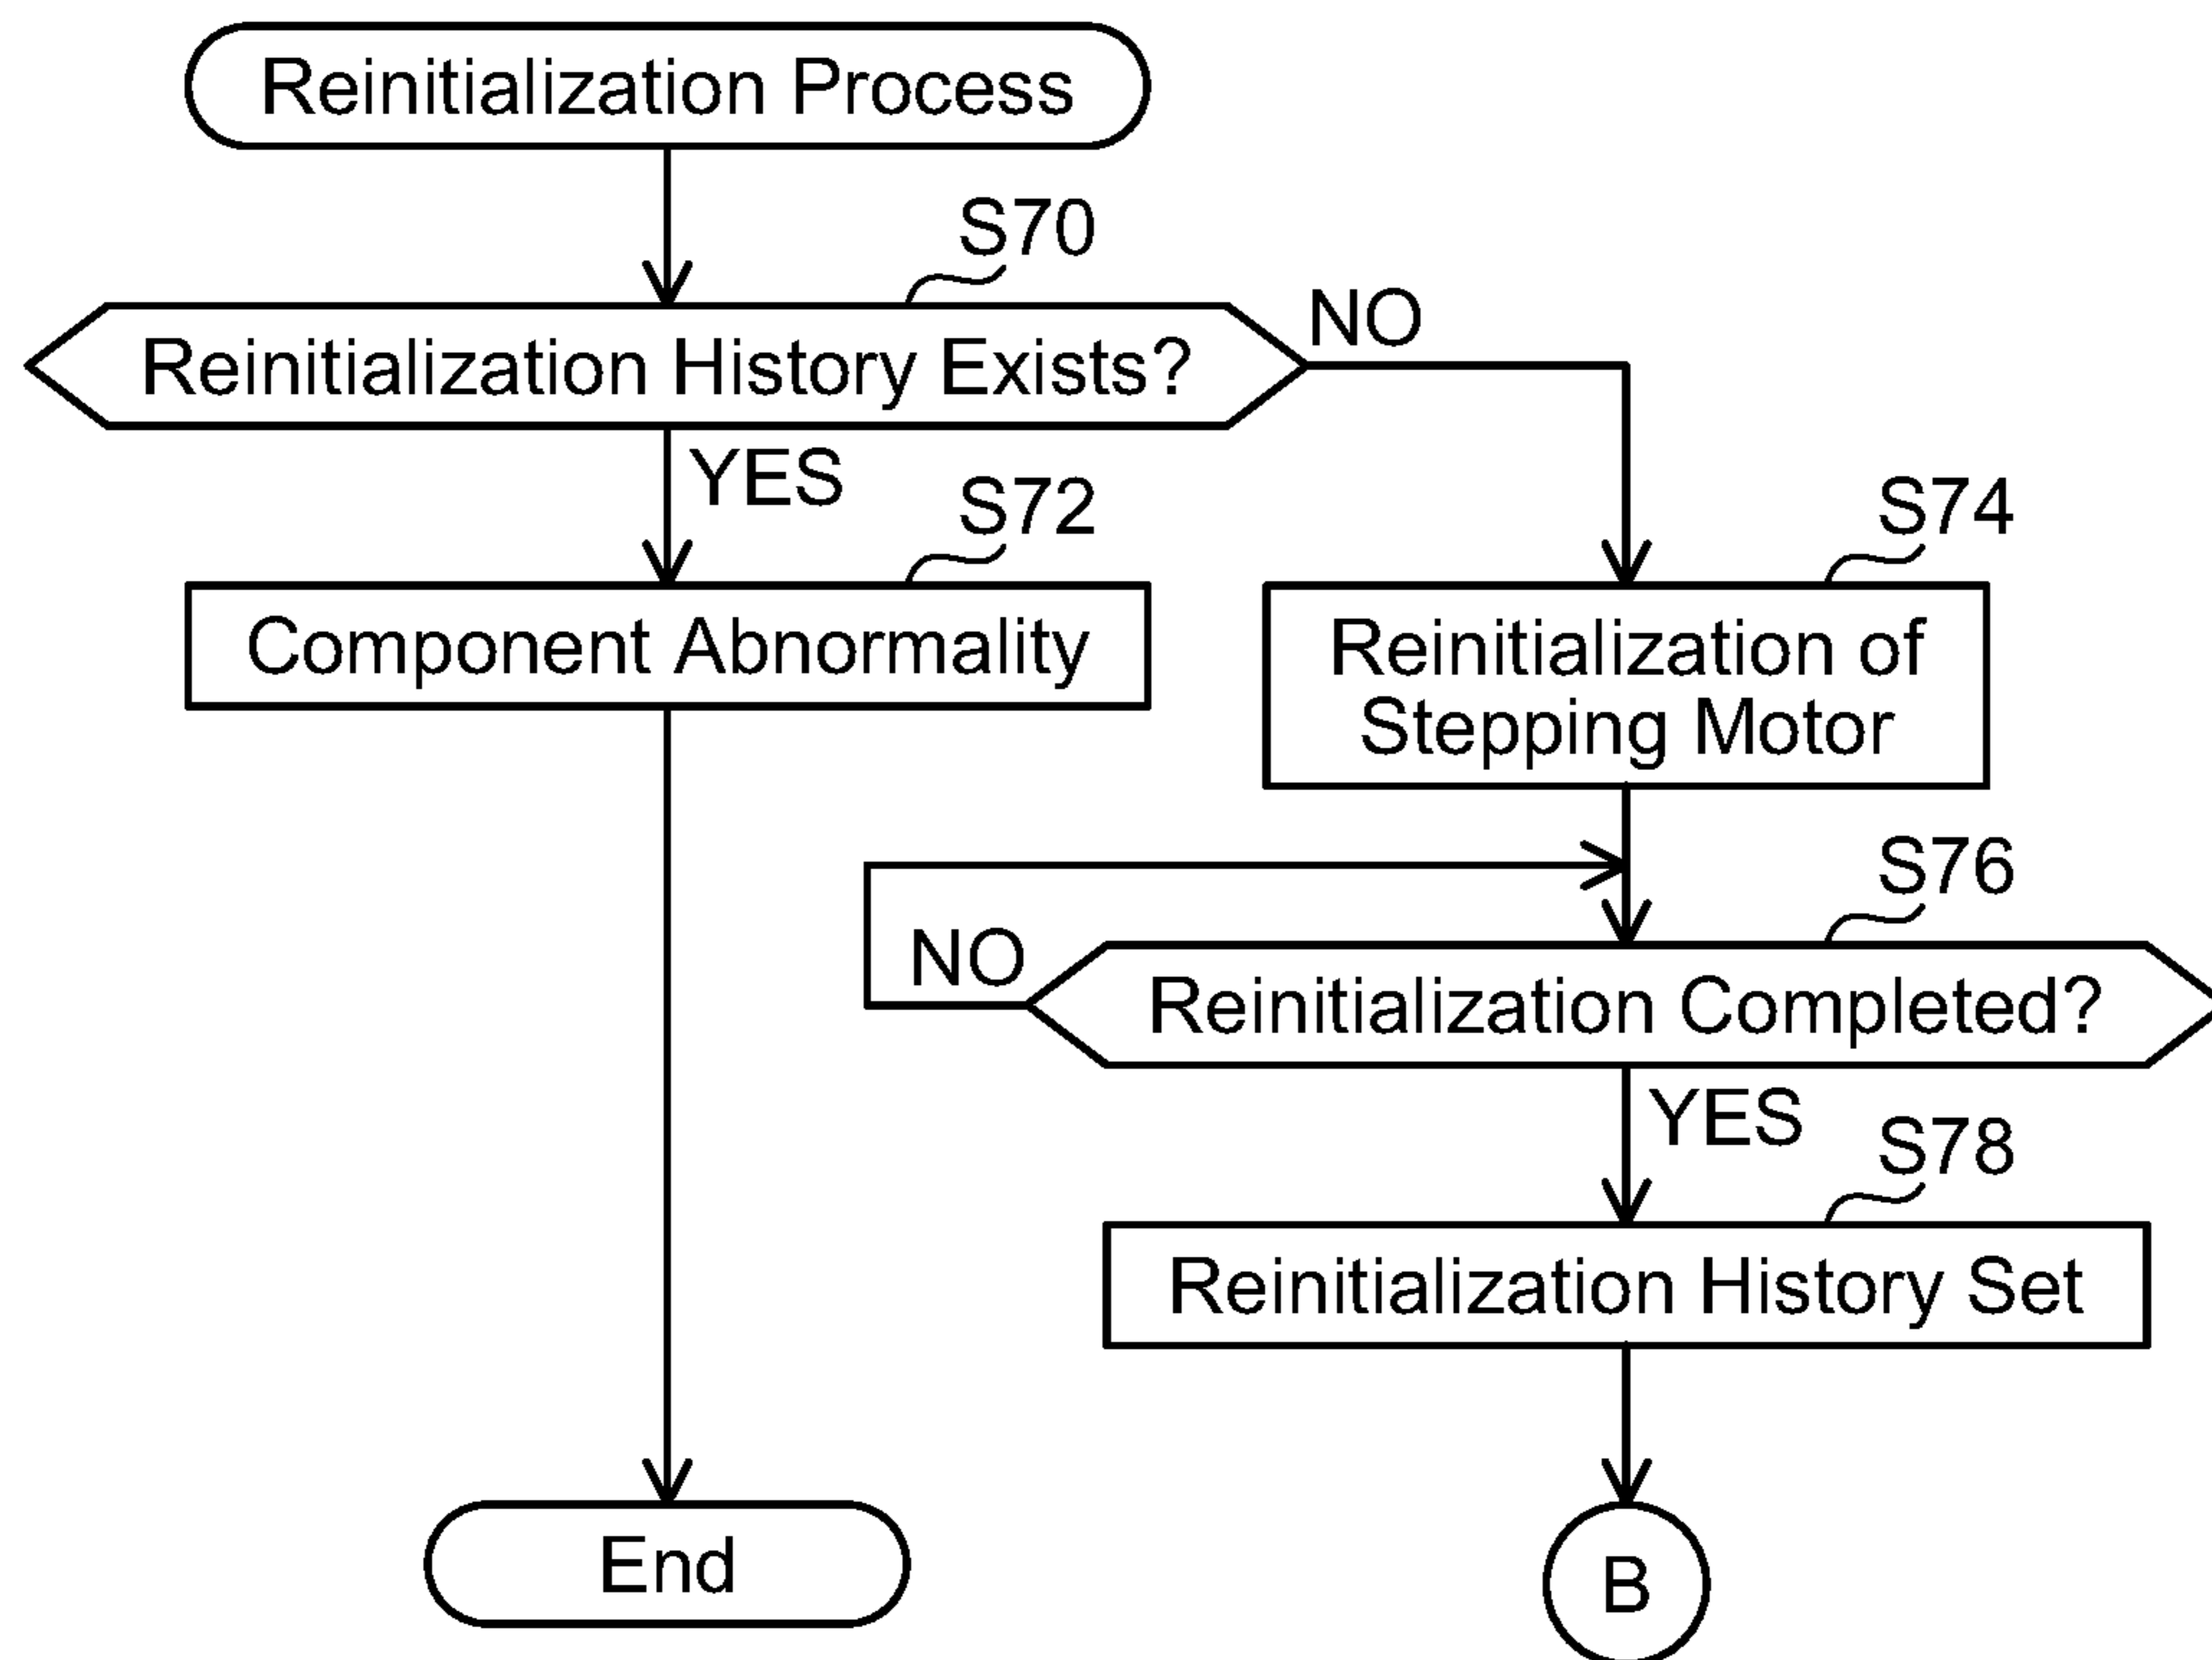 Reinitialization Process
S70
Reinitialization History Exists?
NO
YES
S72
Component Abnormality
S74
Reinitialization of
Stepping Motor
S76
NO
Reinitialization Completed?
YES
S78
Reinitialization History Set
End
B